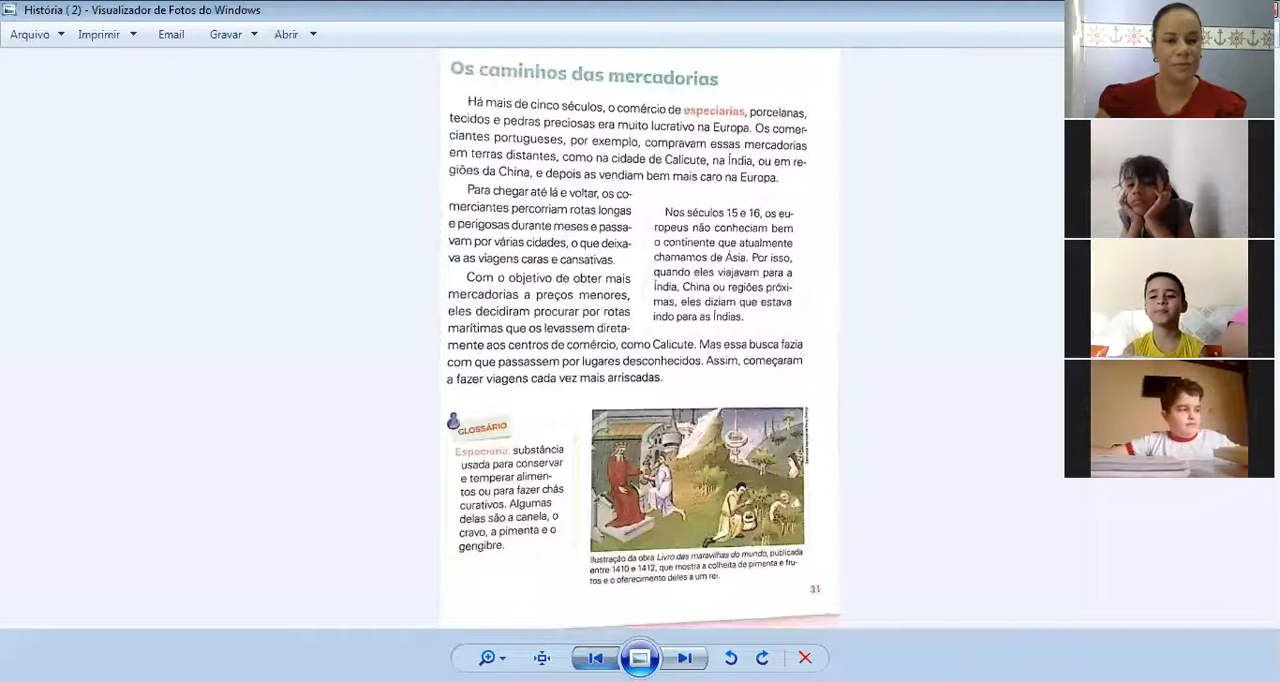 História ( 2) - Visualizador de Fotos do Windows
Arquivo Imprimir Email Gravar Abrir
Os caminhos das mercadorias
Há mais de cinco séculos, o comércio de especiarias, porcelanas,
tecidos e pedras preciosas era muito lucrativo na Europa. Os comer-
ciantes portugueses, por exemplo, compravam essas mercadorias
em terras distantes, como na cidade de Calicute, na Índia, ou em re-
giões da China, e depois as vendiam bem mais caro na Europa.
Para chegar até lá e voltar, os co-
merciantes percorriam rotas longas
e perigosas durante meses e passa-
vam por várias cidades, o que deixa-
va as viagens caras e cansativas.
Com o objetivo de obter mais
mercadorias a preços menores,
eles decidiram procurar por rotas
marítimas que os levassem direta-
mente aos centros de comércio, como Calicute. Mas essa busca fazia
com que passassem por lugares desconhecidos. Assim, começaram
a fazer viagens cada vez mais arriscadas.
Nos séculos 15 e 16, os eu-
ropeus não conheciam bem
o continente que atualmente
chamamos de Ásia. Por isso,
quando eles viajavam para a
Índia, China ou regiões próxi-
mas, eles diziam que estava
indo para as Índias.
GLOSSÁRIO
Especiaria: substância
usada para conservar
e temperar alimen-
tos ou para fazer chás
curativos. Algumas
delas são a canela, o
cravo, a pimenta e o
gengibre.
Ilustração da obra Livro das maravilhas do mundo, publicada
entre 1410 e 1412, que mostra a colheita de pimenta e fru-
tos e o oferecimento deles a um rei.
31